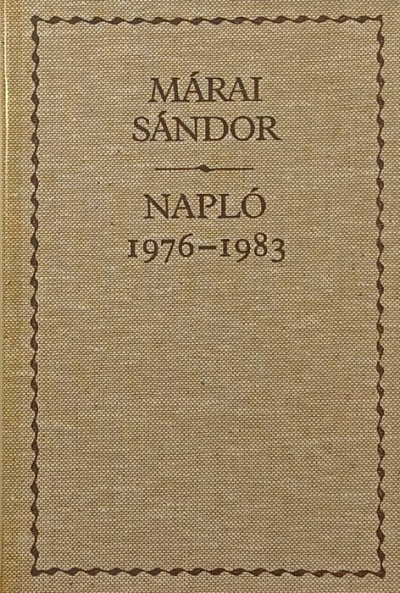 MÁRAI
SÁNDOR
NAPLÓ
1976–1983